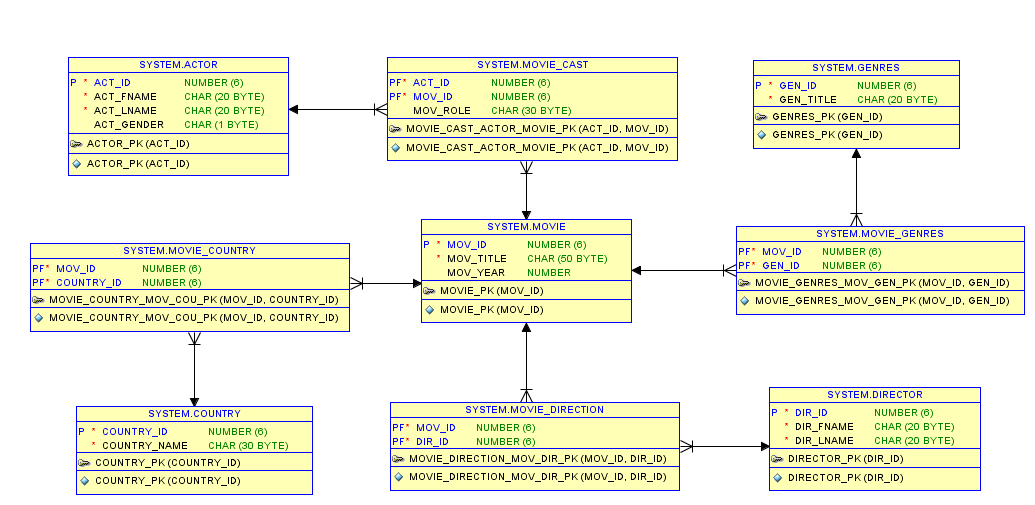 SYSTEM.ACTOR
P * ACT_ID NUMBER (6)
* ACT_FNAME CHAR (20 BYTE)
* ACT_LNAME CHAR (20 BYTE)
ACT_GENDER CHAR (1 BYTE)
ACTOR_PK (ACT_ID)
ACTOR_PK (ACT_ID)
SYSTEM.MOVIE_CAST
PF* ACT_ID NUMBER (6)
PF* MOV_ID NUMBER (6)
MOV_ROLE CHAR (30 BYTE)
MOVIE_CAST_ACTOR_MOVIE_PK (ACT_ID, MOV_ID)
MOVIE_CAST_ACTOR_MOVIE_PK (ACT_ID, MOV_ID)
SYSTEM.GENRES
P * GEN_ID NUMBER (6)
* GEN_TITLE CHAR (20 BYTE)
GENRES_PK (GEN_ID)
GENRES_PK (GEN_ID)
SYSTEM.MOVIE_COUNTRY
PF* MOV_ID NUMBER (6)
PF* COUNTRY_ID NUMBER (6)
MOVIE_COUNTRY_MOV_COU_PK (MOV_ID, COUNTRY_ID)
MOVIE_COUNTRY_MOV_COU_PK (MOV_ID, COUNTRY_ID)
SYSTEM.MOVIE
P * MOV_ID NUMBER (6)
* MOV_TITLE CHAR (50 BYTE)
MOV_YEAR NUMBER
MOVIE_PK (MOV_ID)
MOVIE_PK (MOV_ID)
SYSTEM.MOVIE_GENRES
PF* MOV_ID NUMBER (6)
PF* GEN_ID NUMBER (6)
MOVIE_GENRES_MOV_GEN_PK (MOV_ID, GEN_ID)
MOVIE_GENRES_MOV_GEN_PK (MOV_ID, GEN_ID)
SYSTEM.COUNTRY
P * COUNTRY_ID NUMBER (6)
* COUNTRY_NAME CHAR (30 BYTE)
COUNTRY_PK (COUNTRY_ID)
COUNTRY_PK (COUNTRY_ID)
SYSTEM.MOVIE_DIRECTION
PF* MOV_ID NUMBER (6)
PF* DIR_ID NUMBER (6)
MOVIE_DIRECTION_MOV_DIR_PK (MOV_ID, DIR_ID)
MOVIE_DIRECTION_MOV_DIR_PK (MOV_ID, DIR_ID)
SYSTEM.DIRECTOR
P * DIR_ID NUMBER (6)
* DIR_FNAME CHAR (20 BYTE)
* DIR_LNAME CHAR (20 BYTE)
DIRECTOR_PK (DIR_ID)
DIRECTOR_PK (DIR_ID)